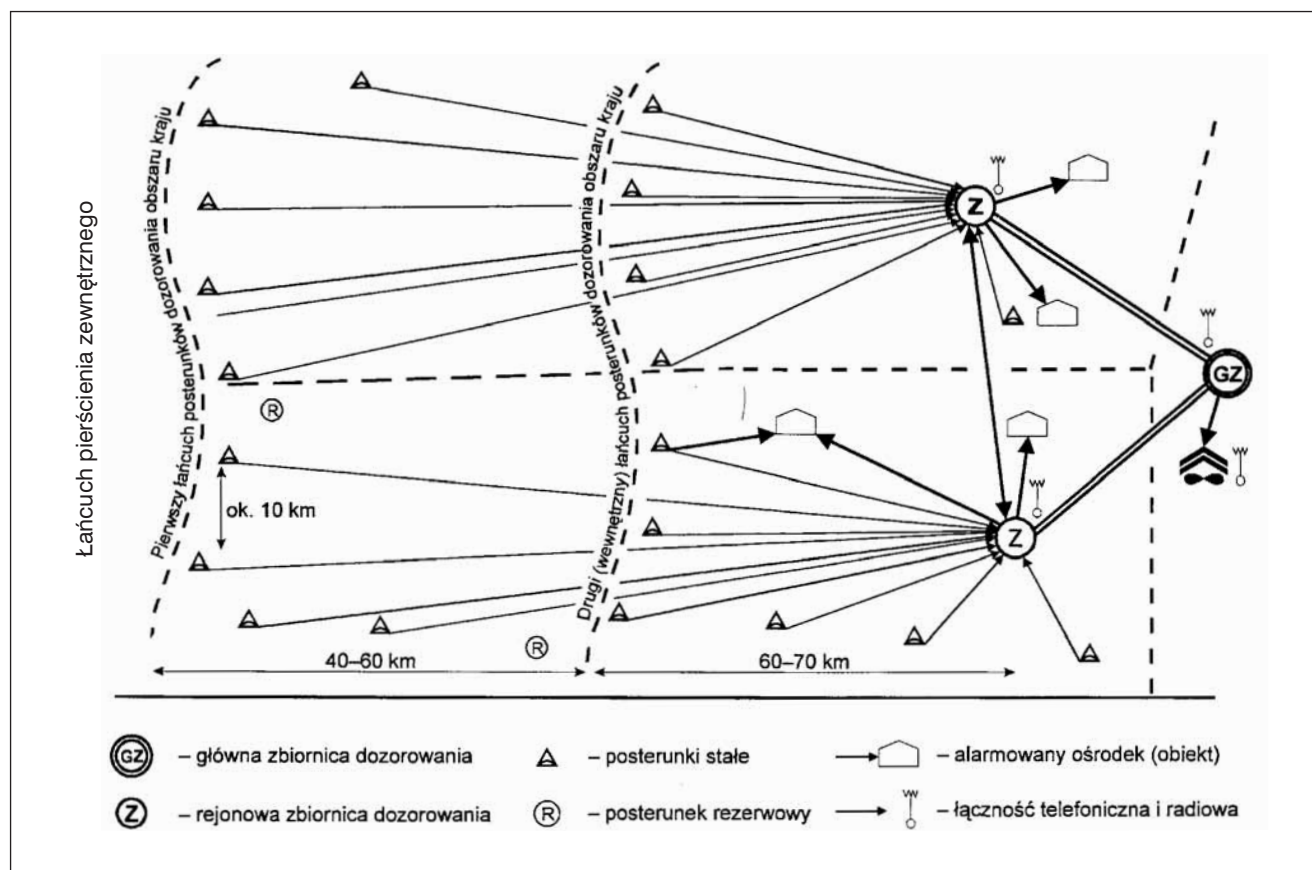 Łańcuch pierścienia zewnętrznego
Pierwszy łańcuch posterunków dozorowania obszaru kraju
Drugi (wewnętrzny) łańcuch posterunków dozorowania obszaru kraju
Z
GZ
R
ok. 10 km
Z
R
40–60 km
60–70 km
GZ – główna zbiornica dozorowania
– posterunki stałe
– alarmowany ośrodek (obiekt)
Z – rejonowa zbiornica dozorowania
R – posterunek rezerwowy
– łączność telefoniczna i radiowa